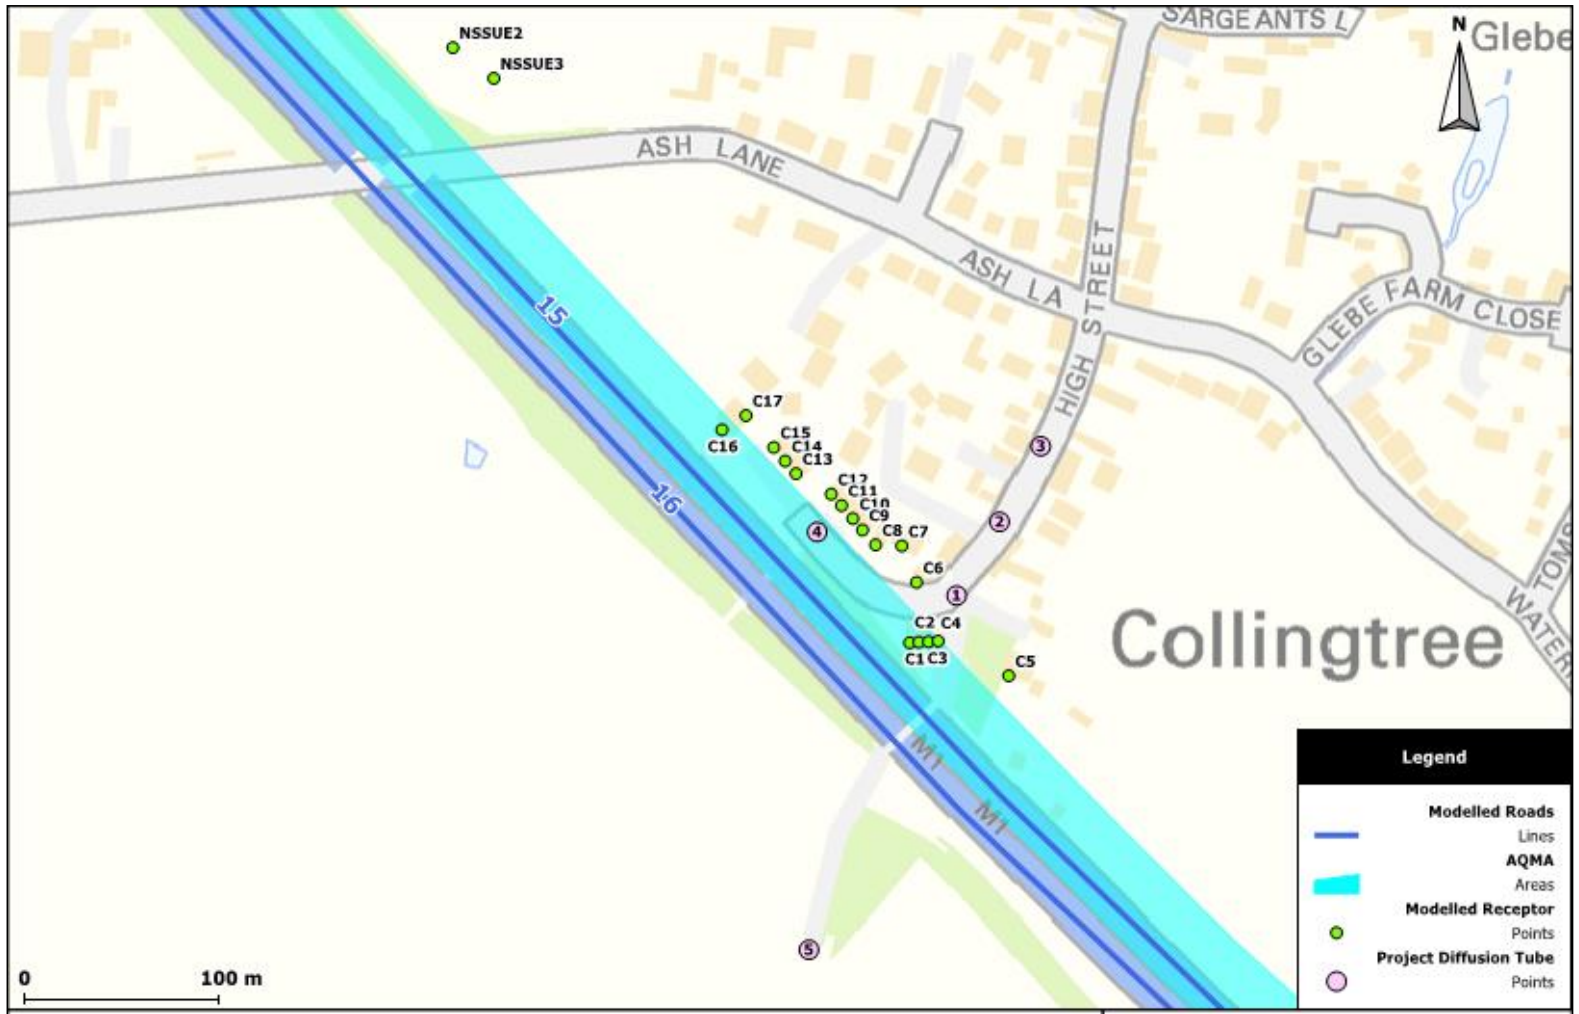 SARGEANTS L
NSSUE2
NSSUE3
N
Glebe
ASH LANE
ASH LA
HIGH STREET
GLEBE FARM CLOSE
15
16
C17
C16
C15
C14
C13
C12
C11
C10
C9
C8
C7
C6
3
2
4
1
C2 C4
C1 C3
C5
Collingtree
TOMS
WATER
M1
M1
5
Legend
Modelled Roads
Lines
AQMA
Areas
Modelled Receptor
Points
Project Diffusion Tube
Points
0 100 m